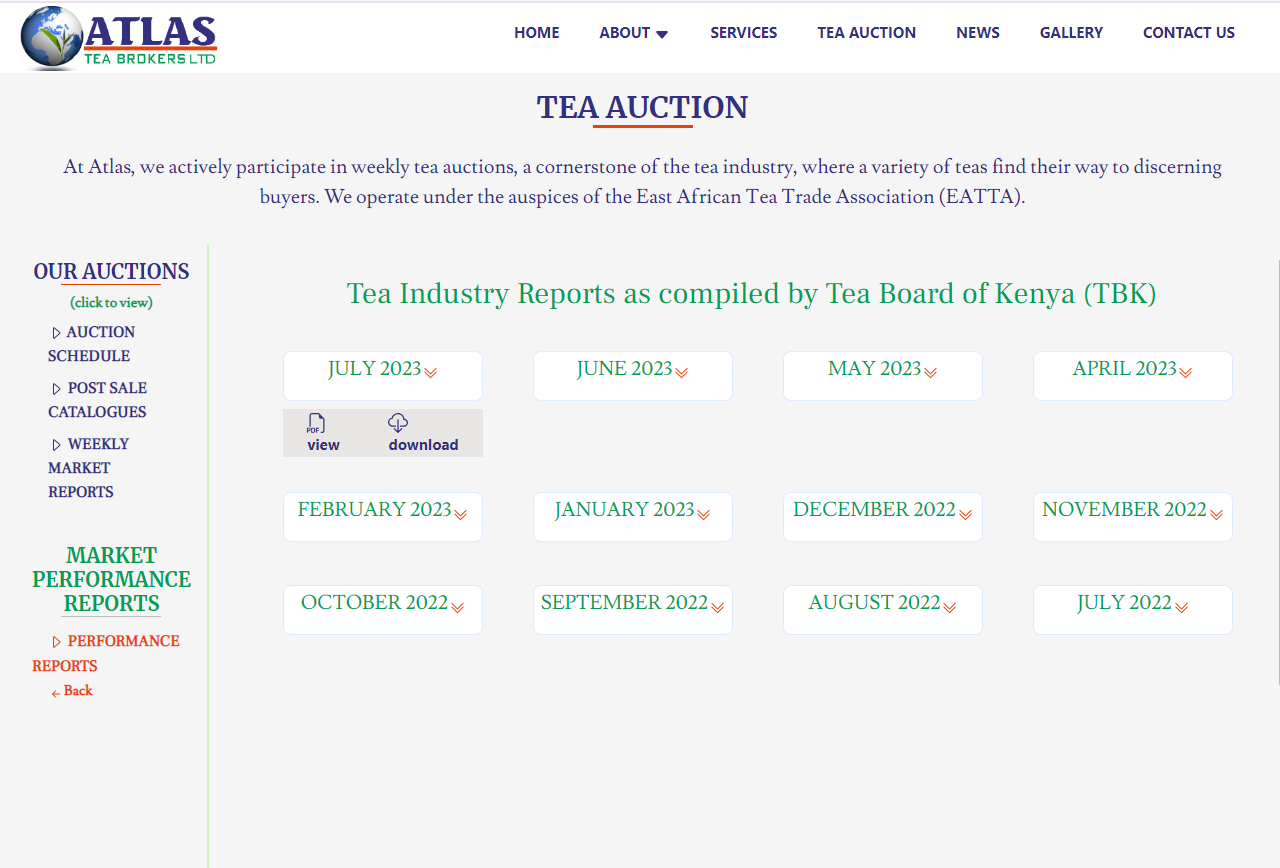 ATLAS
TEA BROKERS LTD
HOME ABOUT SERVICES TEA AUCTION NEWS GALLERY CONTACT US
TEA AUCTION
At Atlas, we actively participate in weekly tea auctions, a cornerstone of the tea industry, where a variety of teas find their way to discerning
buyers. We operate under the auspices of the East African Tea Trade Association (EATTA).
OUR AUCTIONS
(click to view)
AUCTION
SCHEDULE
POST SALE
CATALOGUES
WEEKLY
MARKET
REPORTS
MARKET
PERFORMANCE
REPORTS
PERFORMANCE
REPORTS
← Back
Tea Industry Reports as compiled by Tea Board of Kenya (TBK)
JULY 2023 JUNE 2023 MAY 2023 APRIL 2023
PDF
view download
FEBRUARY 2023 JANUARY 2023 DECEMBER 2022 NOVEMBER 2022
OCTOBER 2022 SEPTEMBER 2022 AUGUST 2022 JULY 2022